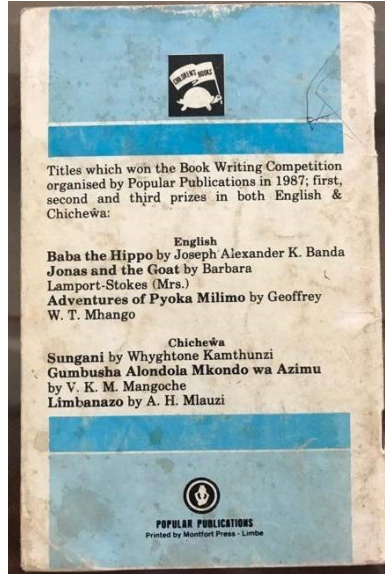 CHILDREN'S BOOKS
Titles which won the Book Writing Competition
organised by Popular Publications in 1987; first,
second and third prizes in both English &
Chicheŵa:
English
Baba the Hippo by Joseph Alexander K. Banda
Jonas and the Goat by Barbara
Lamport-Stokes (Mrs.)
Adventures of Pyoka Milimo by Geoffrey
W. T. Mhango
Chicheŵa
Sungani by Whyghtone Kamthunzi
Gumbusha Alondola Mkondo wa Azimu
by V. K. M. Mangoche
Limbanazo by A. H. Mlauzi
POPULAR PUBLICATIONS
Printed by Montfort Press - Limbe